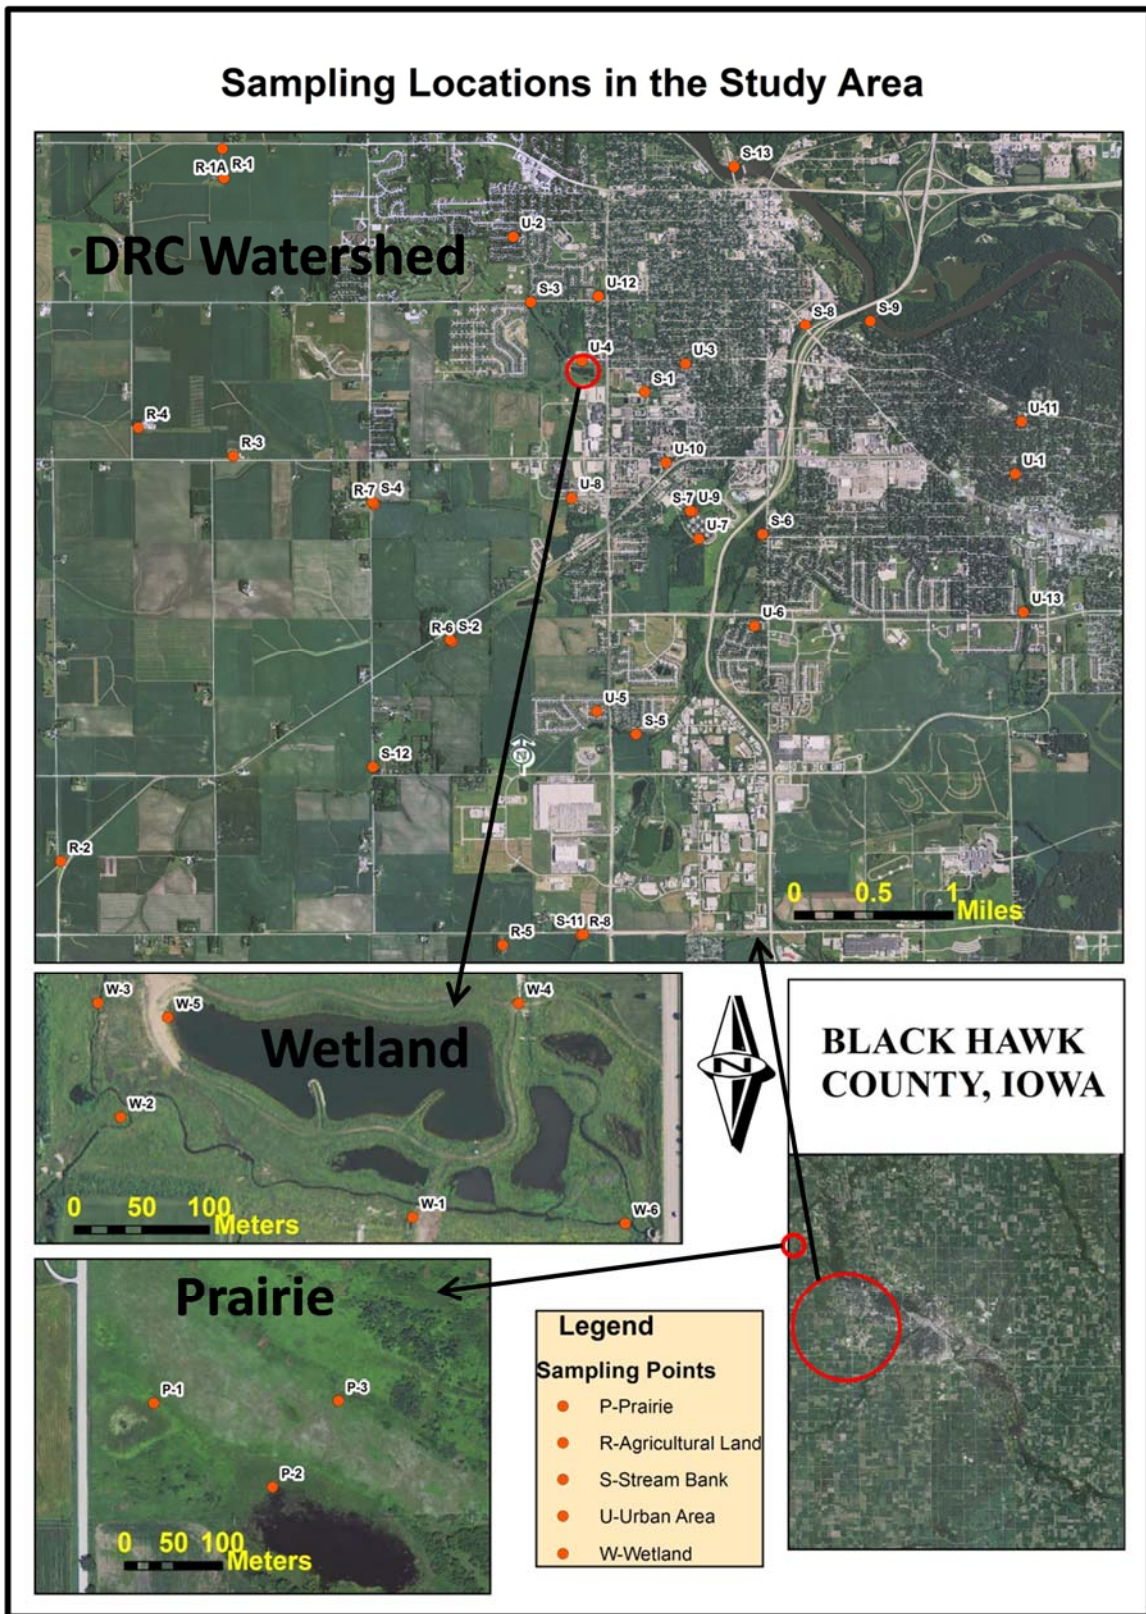 Sampling Locations in the Study Area
S-13
R-1A R-1
U-2
DRC Watershed
S-3
U-12
S-8
S-9
U-4
U-3
S-1
R-4
U-11
R-3
U-10
U-1
R-7 S-4
U-8
S-7 U-9
U-7
S-6
U-13
R-6 S-2
U-6
U-5
S-5
N
S-12
R-2
0 0.5 1
Miles
S-11 R-8
R-5
W-3
W-5
W-4
Wetland
W-2
0 50 100
Meters
W-1
W-6
N
BLACK HAWK
COUNTY, IOWA
Prairie
P-1
P-3
P-2
0 50 100
Meters
Legend
Sampling Points
P-Prairie
R-Agricultural Land
S-Stream Bank
U-Urban Area
W-Wetland